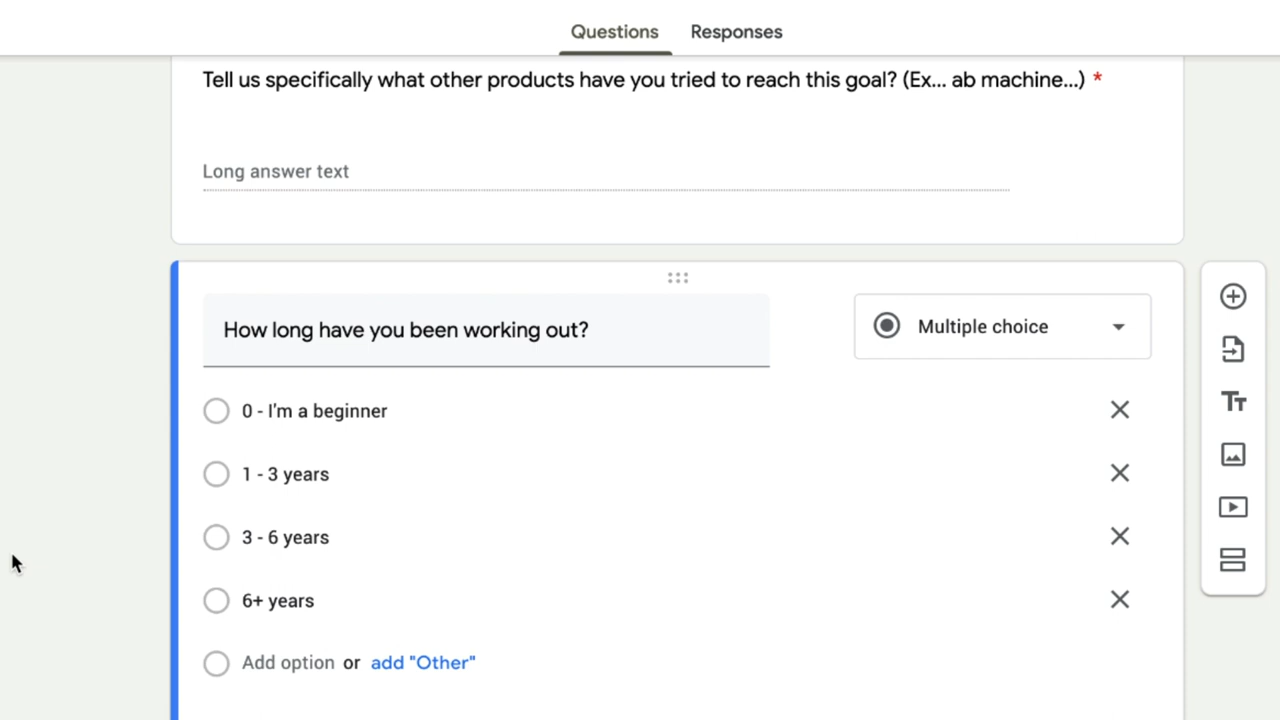 Questions Responses
Tell us specifically what other products have you tried to reach this goal? (Ex... ab machine...) *
Long answer text
How long have you been working out?
Multiple choice
0 - I'm a beginner
1 - 3 years
3 - 6 years
6+ years
Add option or add "Other"